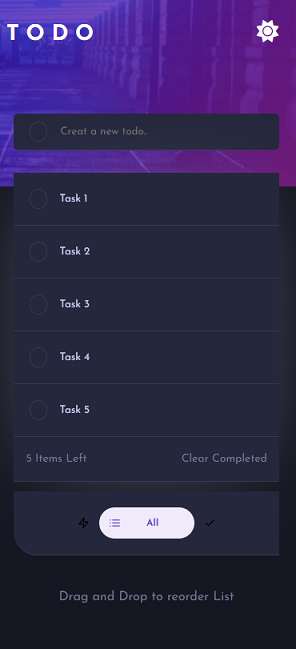 TODO
Creat a new todo..
Task 1
Task 2
Task 3
Task 4
Task 5
5 Items Left Clear Completed
All
Drag and Drop to reorder List